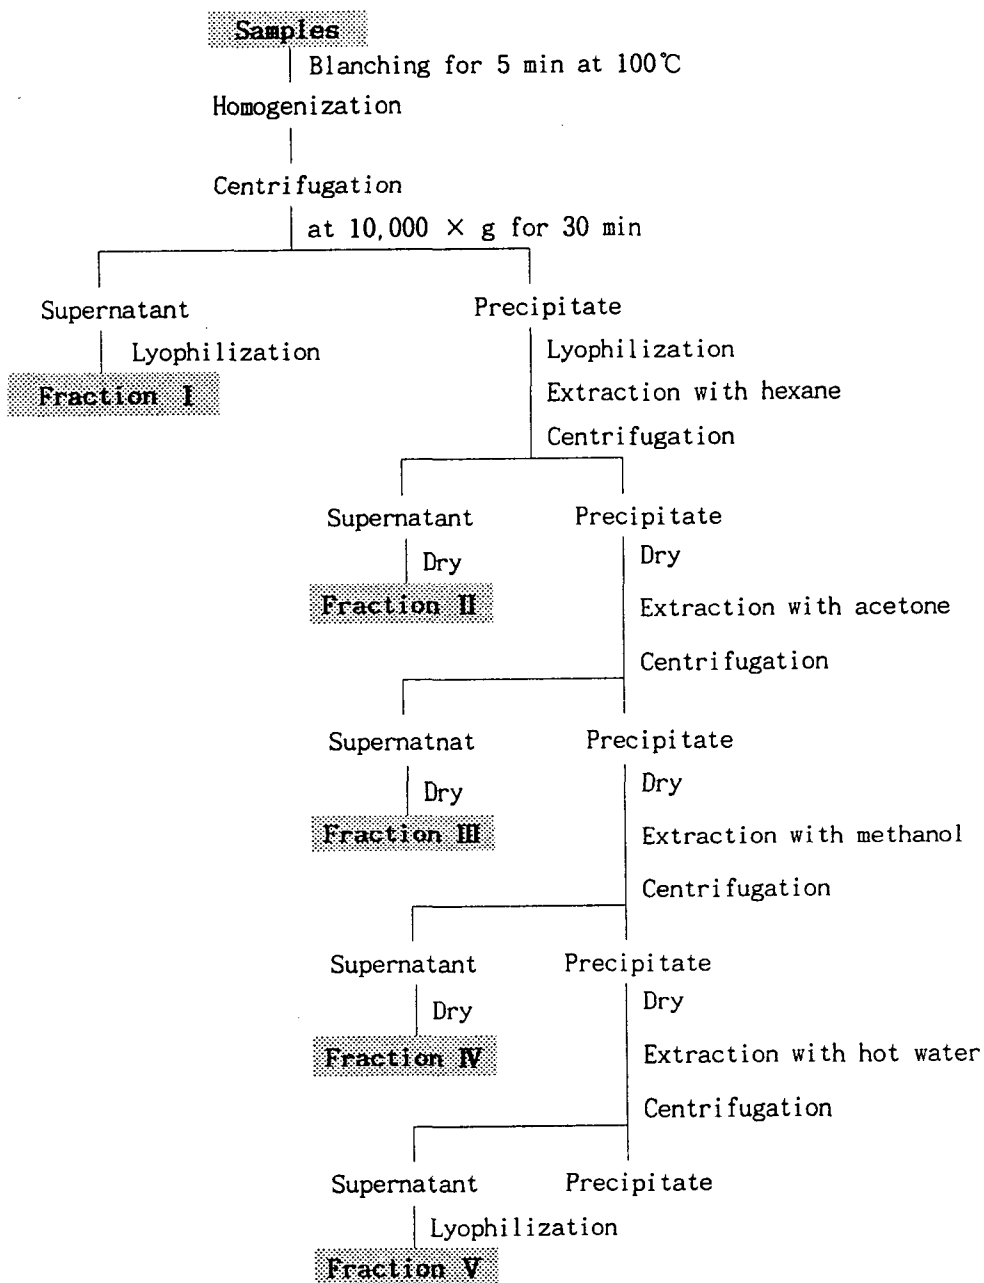 Samples
Blanching for 5 min at 100℃
Homogenization
Centrifugation
at 10,000 × g for 30 min
Supernatant
Precipitate
Lyophilization
Fraction Ⅰ
Lyophilization
Extraction with hexane
Centrifugation
Supernatant
Precipitate
Dry
Fraction Ⅱ
Dry
Extraction with acetone
Centrifugation
Supernatnat
Precipitate
Dry
Fraction Ⅲ
Dry
Extraction with methanol
Centrifugation
Supernatant
Precipitate
Dry
Fraction Ⅳ
Dry
Extraction with hot water
Centrifugation
Supernatant
Precipitate
Lyophilization
Fraction Ⅴ